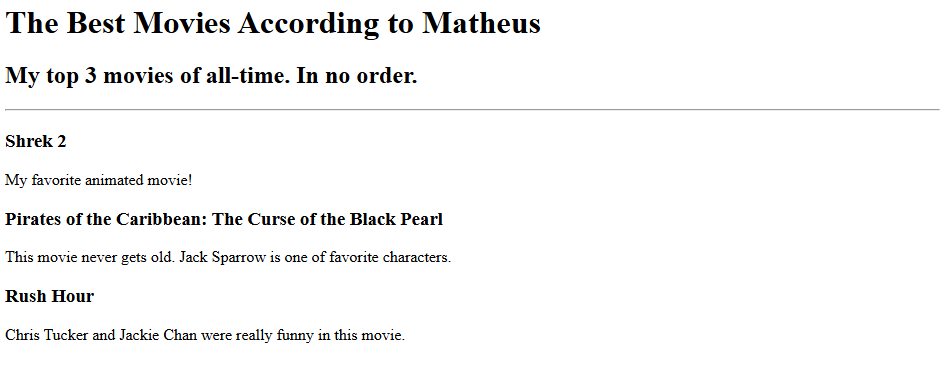 The Best Movies According to Matheus
My top 3 movies of all-time. In no order.
Shrek 2
My favorite animated movie!
Pirates of the Caribbean: The Curse of the Black Pearl
This movie never gets old. Jack Sparrow is one of favorite characters.
Rush Hour
Chris Tucker and Jackie Chan were really funny in this movie.